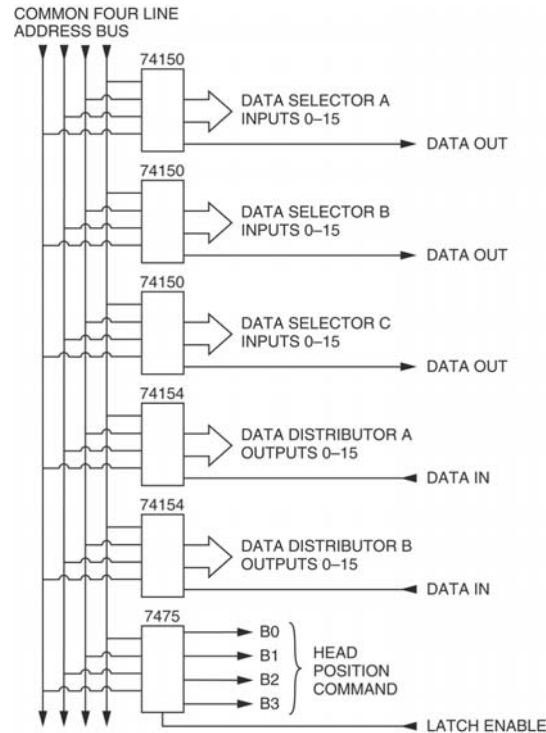 COMMON FOUR LINE
ADDRESS BUS
74150
DATA SELECTOR A
INPUTS 0–15
DATA OUT
74150
DATA SELECTOR B
INPUTS 0–15
DATA OUT
74150
DATA SELECTOR C
INPUTS 0–15
DATA OUT
74154
DATA DISTRIBUTOR A
OUTPUTS 0–15
DATA IN
74154
DATA DISTRIBUTOR B
OUTPUTS 0–15
DATA IN
7475
B0
B1
B2
B3
HEAD
POSITION
COMMAND
LATCH ENABLE